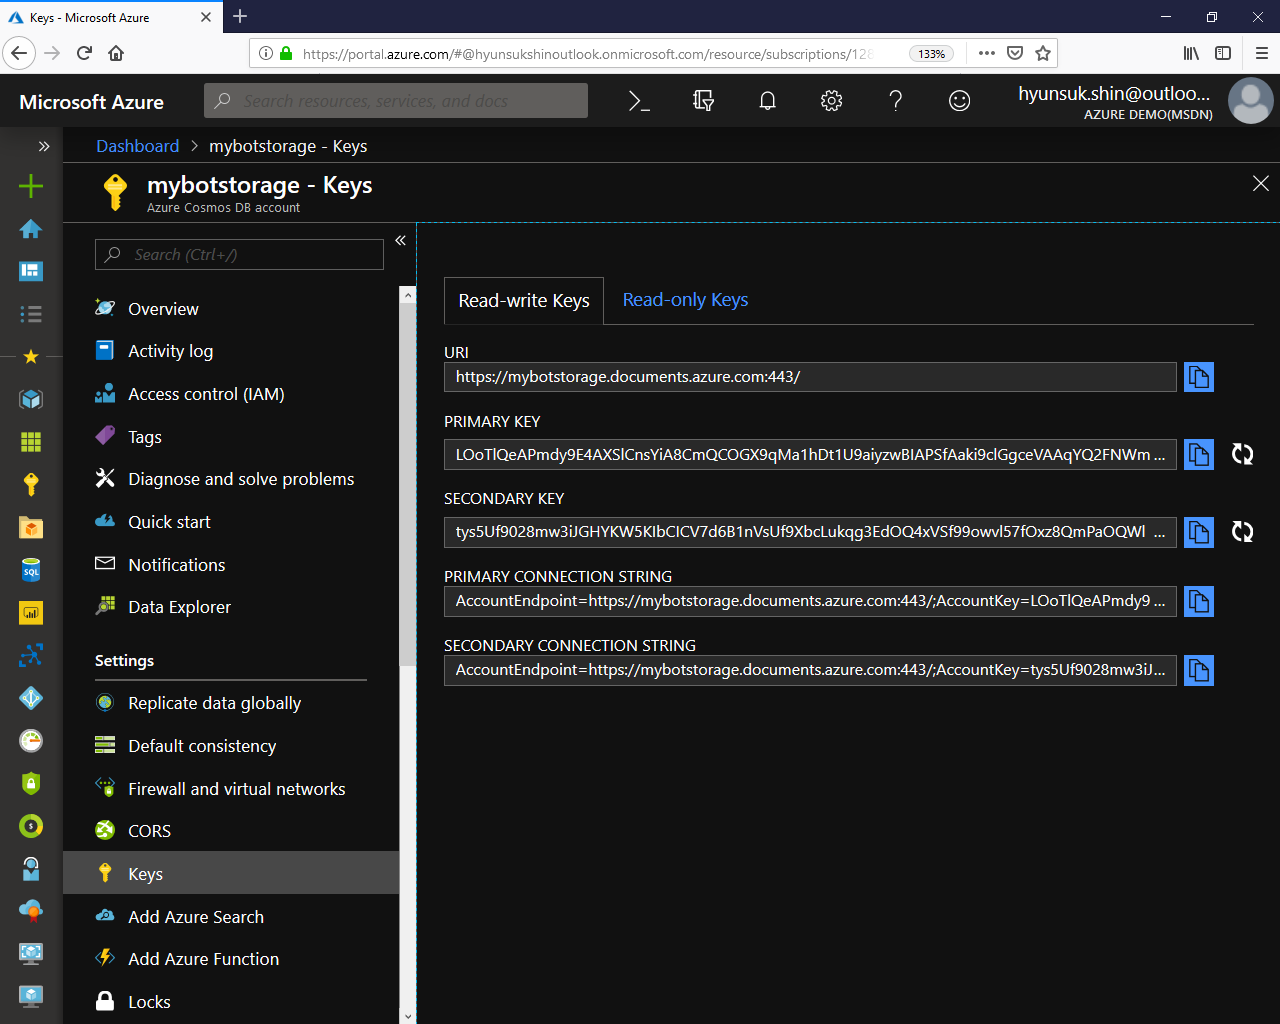 Keys - Microsoft Azure
https://portal.azure.com/#@hyunsukshinoutlook.onmicrosoft.com/resource/subscriptions/128
133%
Microsoft Azure
Search resources, services, and docs
hyunsuk.shin@outloo...
AZURE DEMO(MSDN)
Dashboard > mybotstorage - Keys
mybotstorage - Keys
Azure Cosmos DB account
Search (Ctrl+/)
Overview
Activity log
Access control (IAM)
Tags
Diagnose and solve problems
Quick start
Notifications
Data Explorer
Settings
Replicate data globally
Default consistency
Firewall and virtual networks
CORS
Keys
Add Azure Search
Add Azure Function
Locks
SQL
Read-write Keys
Read-only Keys
URI
https://mybotstorage.documents.azure.com:443/
PRIMARY KEY
LOoTlQeAPmdy9E4AXSlCnsYiA8CmQCOGX9qMa1hDt1U9aiyzwBIAPSfAaki9clGgceVAAqYQ2FNWm ...
SECONDARY KEY
tys5Uf9028mw3iJGHYKW5KIbCICV7d6B1nVsUf9XbcLukqg3EdOQ4xVSf99owvl57fOxz8QmPaOQWl ...
PRIMARY CONNECTION STRING
AccountEndpoint=https://mybotstorage.documents.azure.com:443/;AccountKey=LOoTlQeAPmdy9 ...
SECONDARY CONNECTION STRING
AccountEndpoint=https://mybotstorage.documents.azure.com:443/;AccountKey=tys5Uf9028mw3iJ...